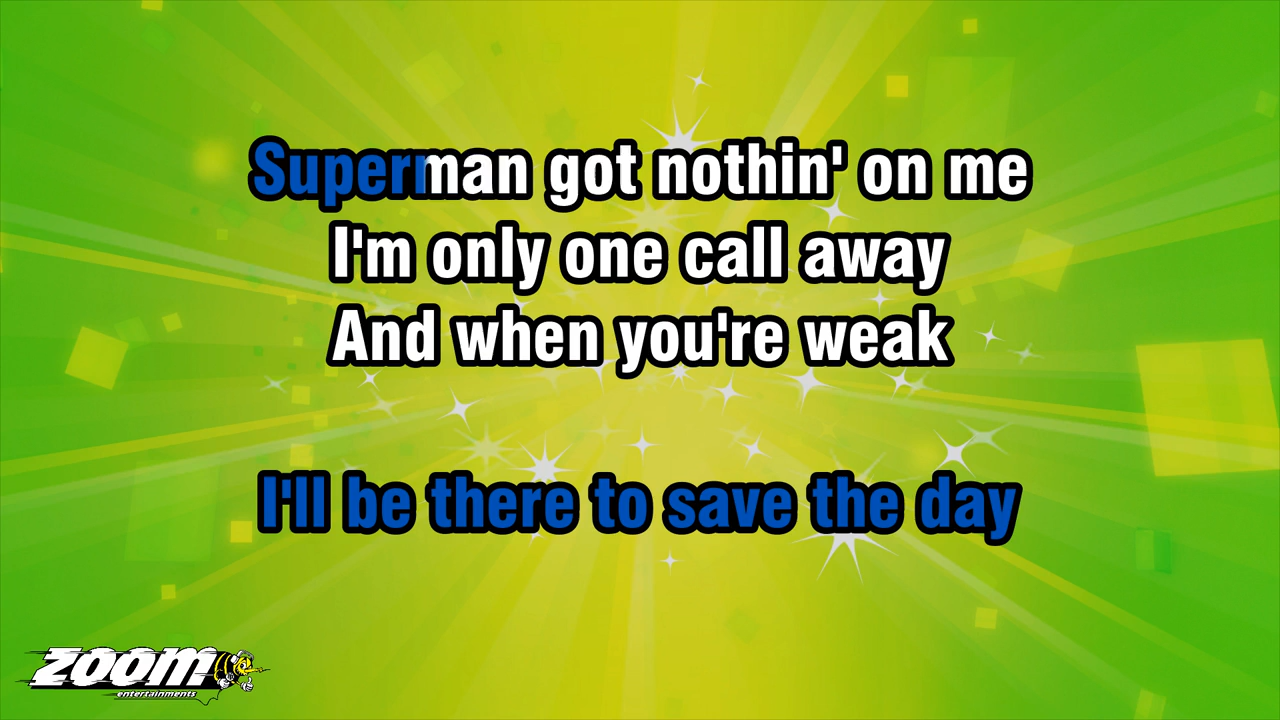 Superman got nothin' on me
I'm only one call away
And when you're weak
I'll be there to save the day
ZOOM
entertainments